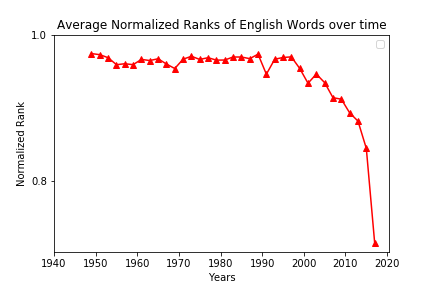 Average Normalized Ranks of English Words over time
1.0
0.8
Normalized Rank
1940 1950 1960 1970 1980 1990 2000 2010 2020
Years